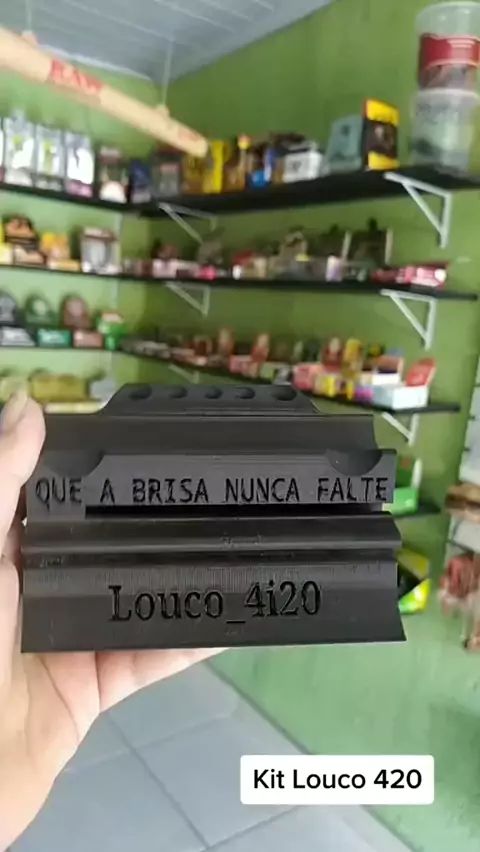 RAW
QUE A BRISA NUNCA FALTE
Louco_4i20
Kit Louco 420